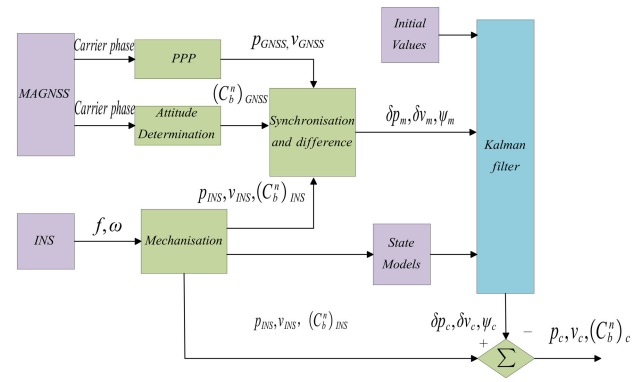 Carrier phase
PPP
p_GNSS, v_GNSS
Initial
Values
MAGNSS
(C_b^n)_GNSS
Carrier phase
Attitude
Determination
Synchronisation
and difference
δp_m, δv_m, ψ_m
Kalman
filter
p_INS, v_INS, (C_b^n)_INS
INS
f, ω
Mechanisation
State
Models
p_INS, v_INS, (C_b^n)_INS
δp_c, δv_c, ψ_c
−
+
Σ
p_c, v_c, (C_b^n)_c